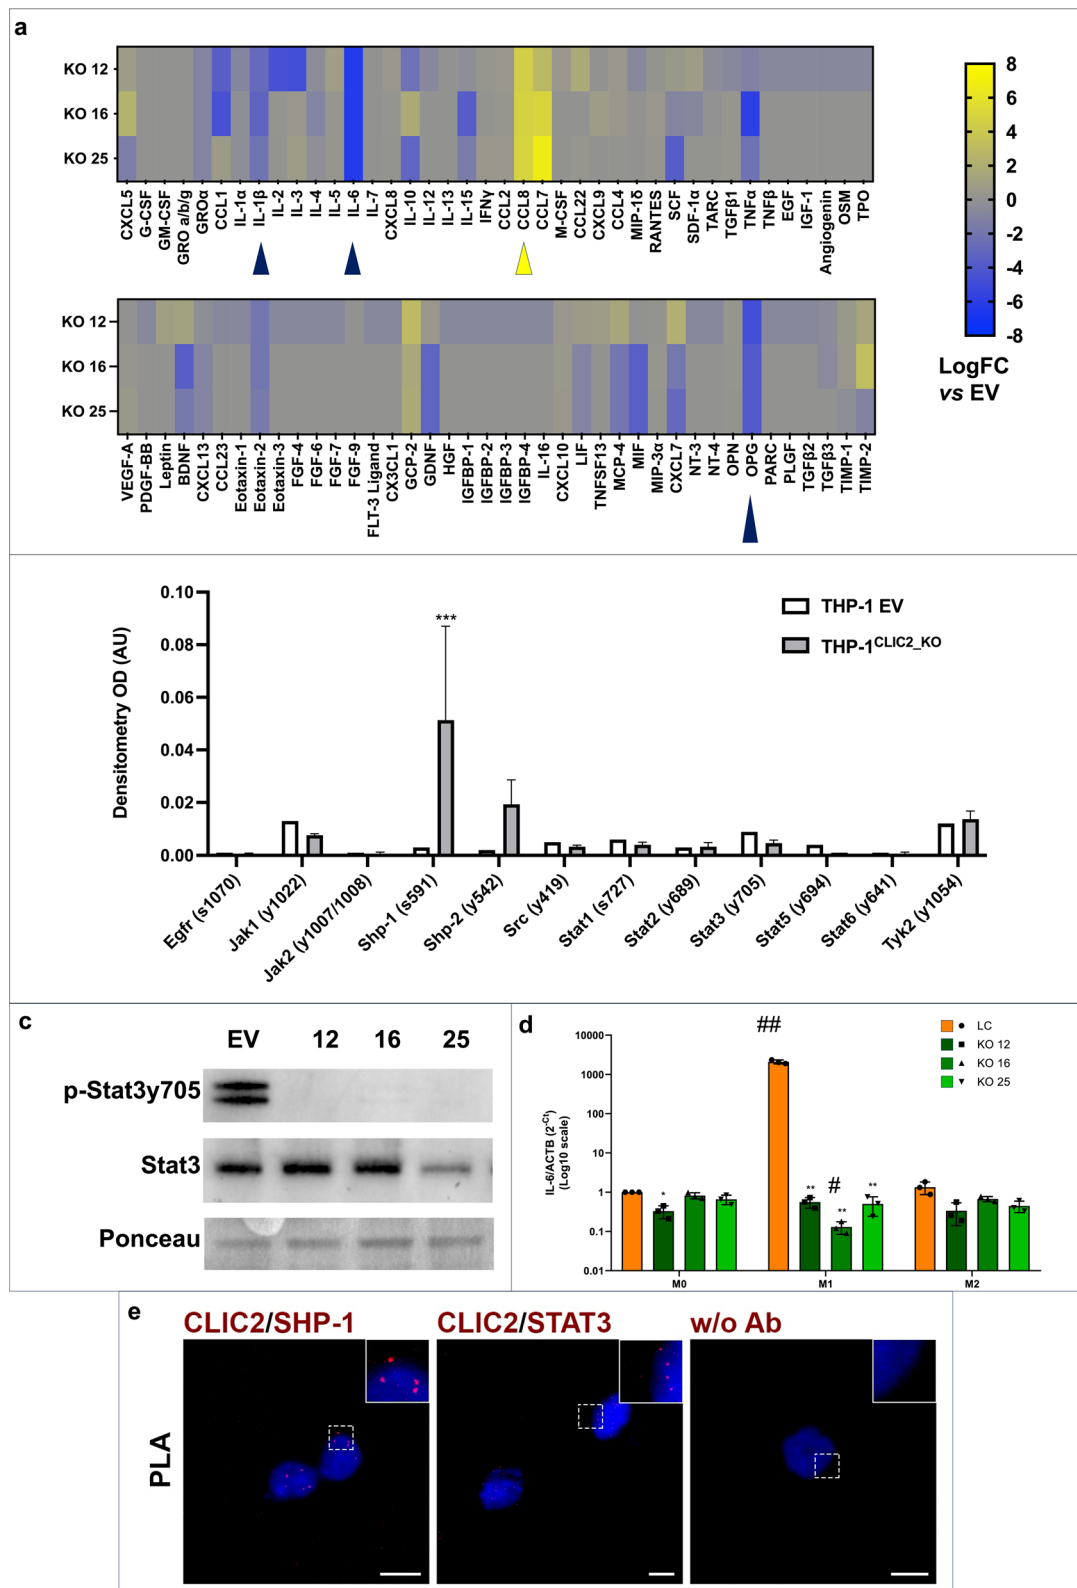 a
KO 12
KO 16
KO 25
CXCL5 G-CSF GM-CSF GRO a/b/g GROα CCL1 IL-1α IL-1β IL-2 IL-3 IL-4 IL-5 IL-6 IL-7 CXCL8 IL-10 IL-12 IL-13 IL-15 IFNγ CCL2 CCL8 CCL7 M-CSF CCL22 CXCL9 CCL4 MIP-1δ RANTES SCF SDF-1α TARC TGFβ1 TNFα TNFβ EGF IGF-1 Angiogenin OSM TPO
8
6
4
2
0
-2
-4
-6
-8
LogFC
vs EV
KO 12
KO 16
KO 25
VEGF-A PDGF-BB Leptin BDNF CXCL13 CCL23 Eotaxin-1 Eotaxin-2 Eotaxin-3 FGF-4 FGF-6 FGF-7 FGF-9 FLT-3 Ligand CX3CL1 GCP-2 GDNF HGF IGFBP-1 IGFBP-2 IGFBP-3 IGFBP-4 IL-16 CXCL10 LIF TNFSF13 MCP-4 MIF MIP-3α CXCL7 NT-3 NT-4 OPN OPG PARC PLGF TGFβ2 TGFβ3 TIMP-1 TIMP-2
Densitometry OD (AU)
0.10
0.08
0.06
0.04
0.02
0.00
***
THP-1 EV
THP-1CLIC2_KO
Egfr (s1070)
Jak1 (y1022)
Jak2 (y1007/1008)
Shp-1 (s591)
Shp-2 (y542)
Src (y419)
Stat1 (s727)
Stat2 (y689)
Stat3 (y705)
Stat5 (y694)
Stat6 (y641)
Tyk2 (y1054)
c
EV 12 16 25
p-Stat3y705
Stat3
Ponceau
d
IL-6/ACTB (2-Ct)
(Log10 scale)
10000
1000
100
10
1
0.1
0.01
##
#
*
**
**
**
LC
KO 12
KO 16
KO 25
M0 M1 M2
e
CLIC2/SHP-1 CLIC2/STAT3 w/o Ab
PLA